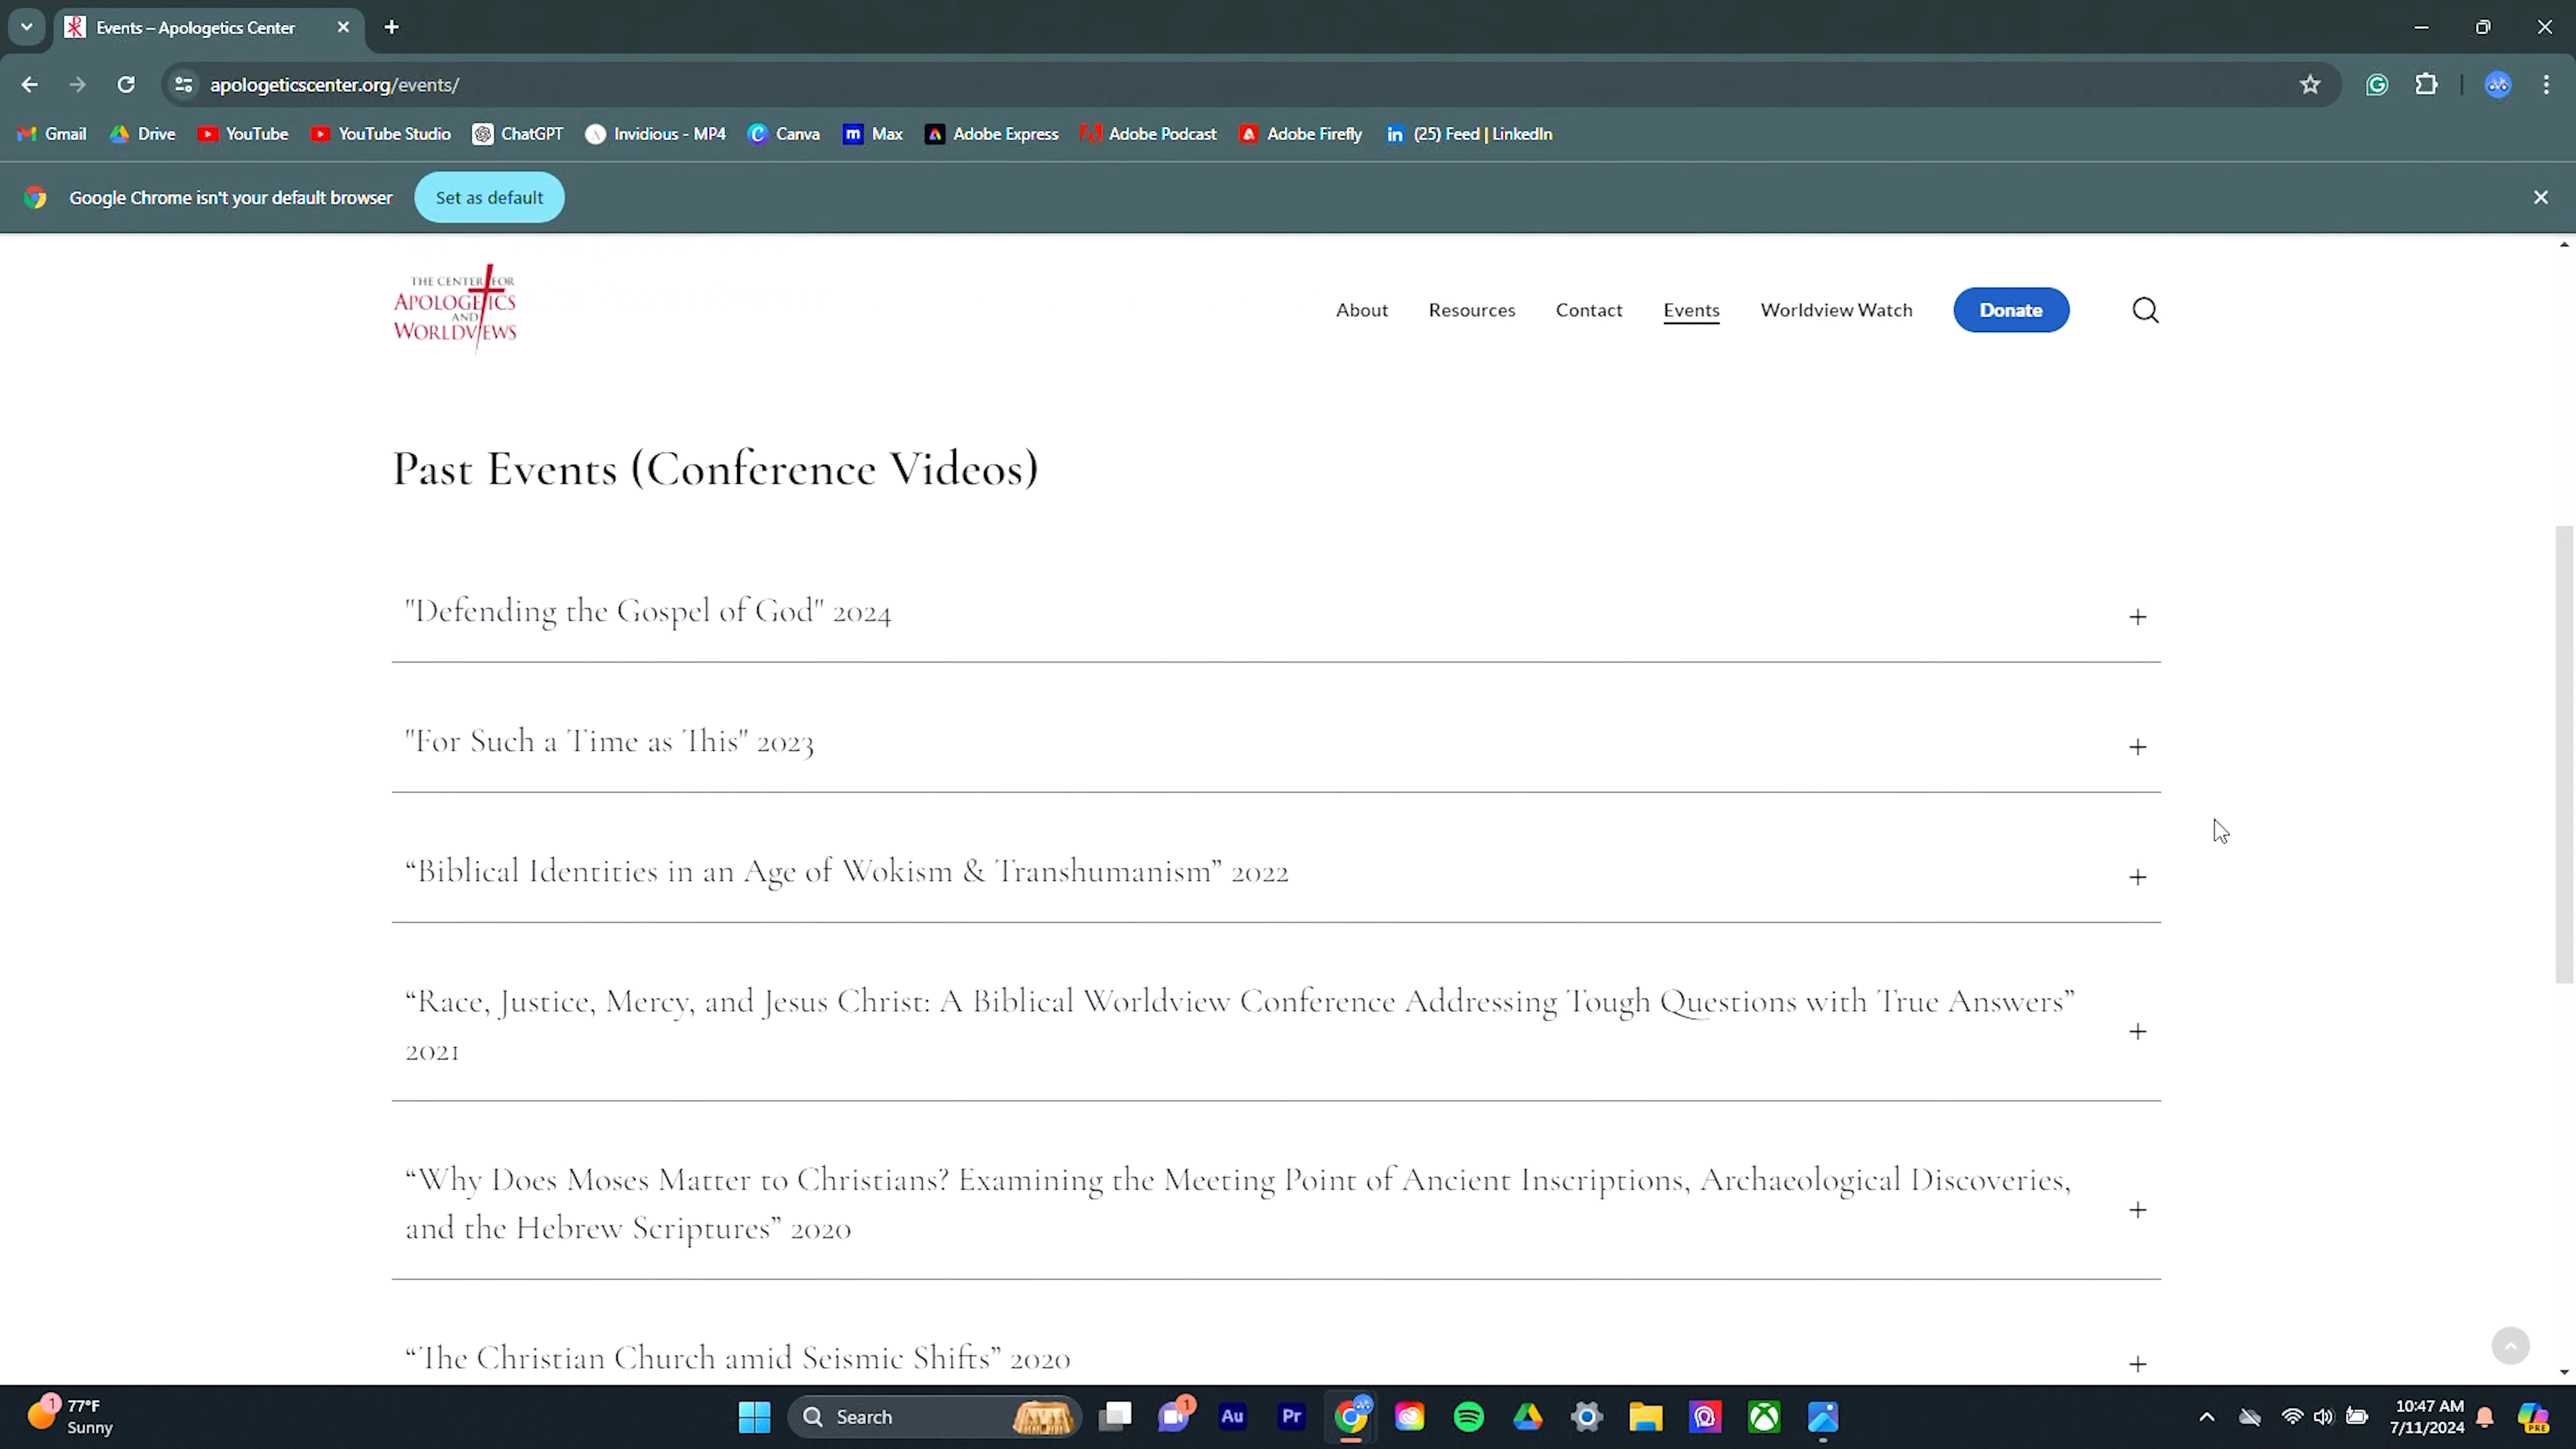 Events – Apologetics Center
apologeticscenter.org/events/
Gmail Drive YouTube YouTube Studio ChatGPT Invidious - MP4 Canva Max Adobe Express Adobe Podcast Adobe Firefly (25) Feed | LinkedIn
Google Chrome isn't your default browser Set as default
THE CENTER FOR
APOLOGETICS
AND
WORLDVIEWS
About Resources Contact Events Worldview Watch Donate
Past Events (Conference Videos)
"Defending the Gospel of God" 2024
"For Such a Time as This" 2023
“Biblical Identities in an Age of Wokism & Transhumanism” 2022
“Race, Justice, Mercy, and Jesus Christ: A Biblical Worldview Conference Addressing Tough Questions with True Answers”
2021
“Why Does Moses Matter to Christians? Examining the Meeting Point of Ancient Inscriptions, Archaeological Discoveries,
and the Hebrew Scriptures” 2020
“The Christian Church amid Seismic Shifts” 2020
1 77°F
Sunny
Search
1
Au
Pr
PRE
10:47 AM
7/11/2024